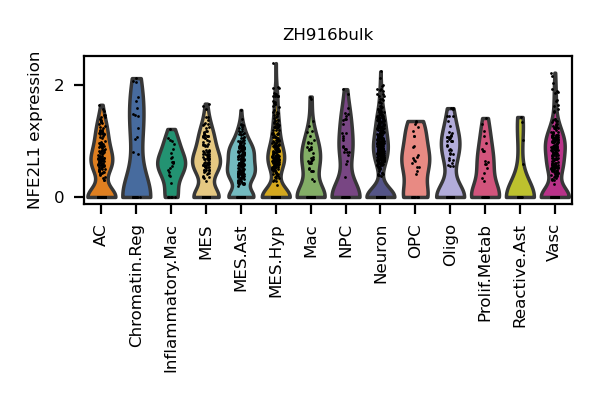 ZH916bulk
NFE2L1 expression
2
0
AC
Chromatin.Reg
Inflammatory.Mac
MES
MES.Ast
MES.Hyp
Mac
NPC
Neuron
OPC
Oligo
Prolif.Metab
Reactive.Ast
Vasc